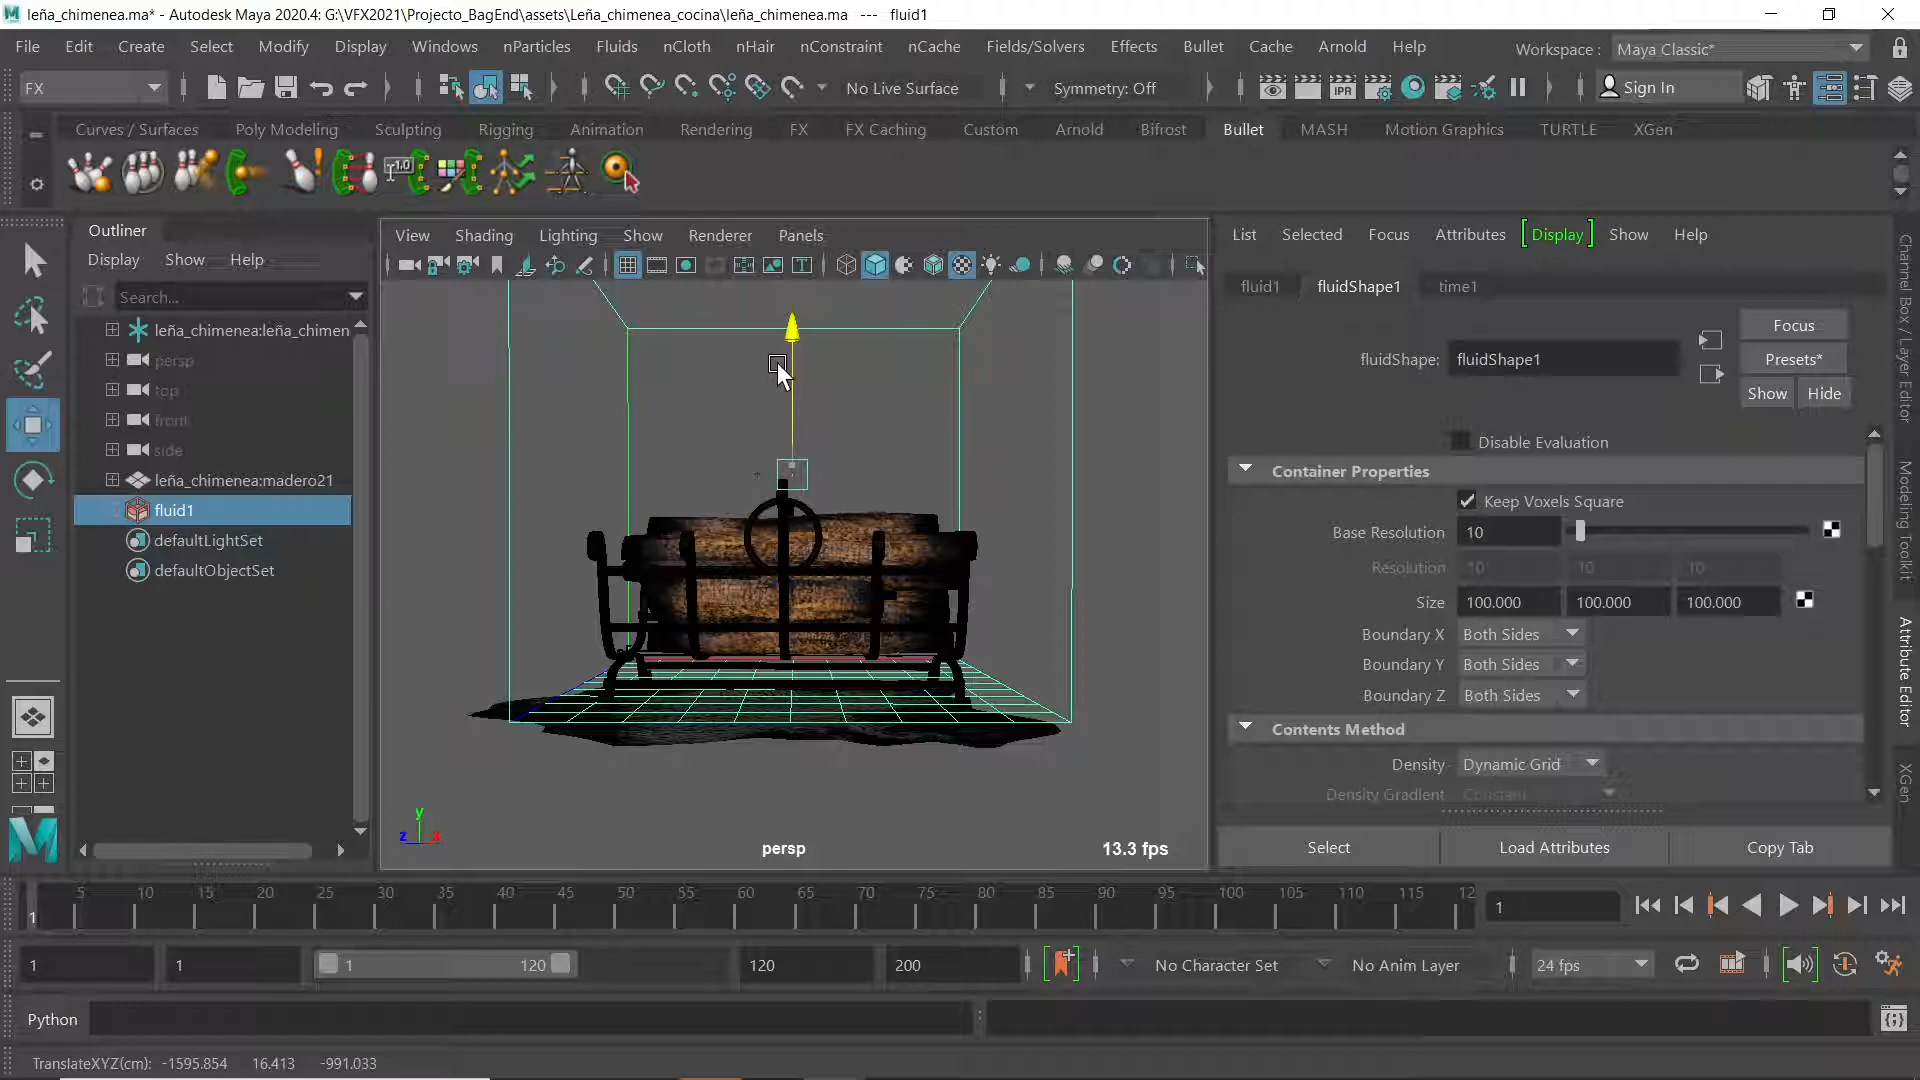 leña_chimenea.ma* - Autodesk Maya 2020.4: G:\VFX2021\Projecto_BagEnd\assets\Leña_chimenea_cocina\leña_chimenea.ma --- fluid1
File Edit Create Select Modify Display Windows nParticles Fluids nCloth nHair nConstraint nCache Fields/Solvers Effects Bullet Cache Arnold Help Workspace : Maya Classic*
FX No Live Surface Symmetry: Off IPR Sign In
Curves / Surfaces Poly Modeling Sculpting Rigging Animation Rendering FX FX Caching Custom Arnold Bifrost Bullet MASH Motion Graphics TURTLE XGen
Outliner
Display Show Help
Search...
leña_chimenea:leña_chimen
persp
top
front
side
leña_chimenea:madero21
fluid1
defaultLightSet
defaultObjectSet
View Shading Lighting Show Renderer Panels
y
z x
persp 13.3 fps
List Selected Focus Attributes Display Show Help
fluid1 fluidShape1 time1
Focus
fluidShape: fluidShape1 Presets*
Show Hide
Disable Evaluation
Container Properties
Keep Voxels Square
Base Resolution 10
Resolution 10 10 10
Size 100.000 100.000 100.000
Boundary X Both Sides
Boundary Y Both Sides
Boundary Z Both Sides
Contents Method
Density Dynamic Grid
Density Gradient Constant
Select Load Attributes Copy Tab
Channel Box / Layer Editor
Modeling Toolkit
Attribute Editor
XGen
5 10 15 20 25 30 35 40 45 50 55 60 65 70 75 80 85 90 95 100 105 110 115 12
1 1
1 1 1 120 120 200 No Character Set No Anim Layer 24 fps
Python
TranslateXYZ(cm): -1595.854 16.413 -991.033